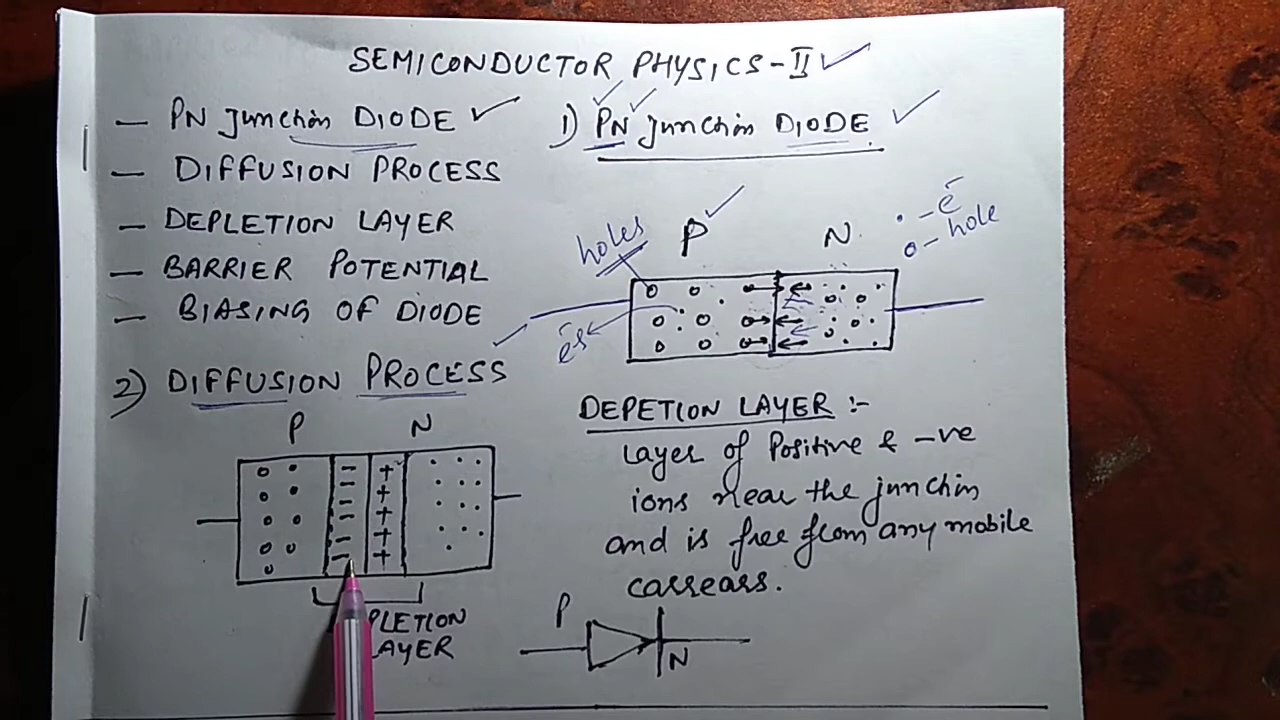 SEMICONDUCTOR PHYSICS-II
- PN Junction DIODE
- DIFFUSION PROCESS
- DEPLETION LAYER
- BARRIER POTENTIAL
- BIASING OF DIODE
1) PN Junction DIODE
holes
P
N
• - e-
o - hole
e-s
2) DIFFUSION PROCESS
P N
- +
- +
- +
- +
- +
PLETION
AYER
DEPETION LAYER :-
Layer of Positive & -ve
ions near the junction
and is free from any mobile
carrears.
P
N